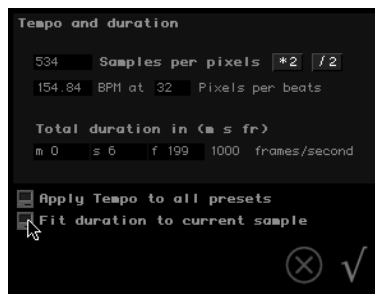 Tempo and duration
534 Samples per pixels *2 /2
154.84 BPM at 32 Pixels per beats
Total duration in (m s fr)
m 0 s 6 f 199 1000 frames/second
Apply Tempo to all presets
Fit duration to current sample